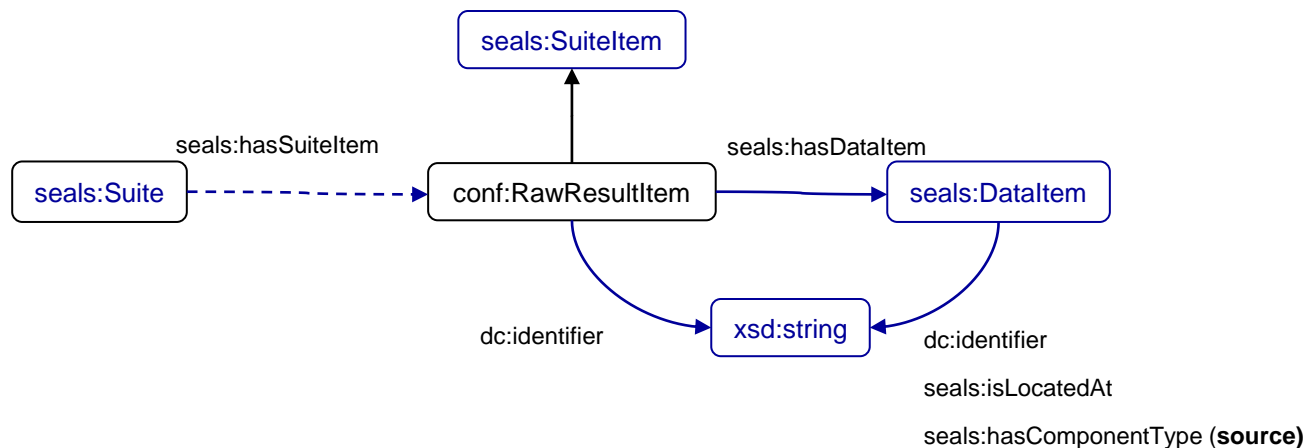 seals:SuiteItem
seals:hasSuiteItem
seals:hasDataItem
seals:Suite
conf:RawResultItem
seals:DataItem
dc:identifier
xsd:string
dc:identifier
seals:isLocatedAt
seals:hasComponentType (source)